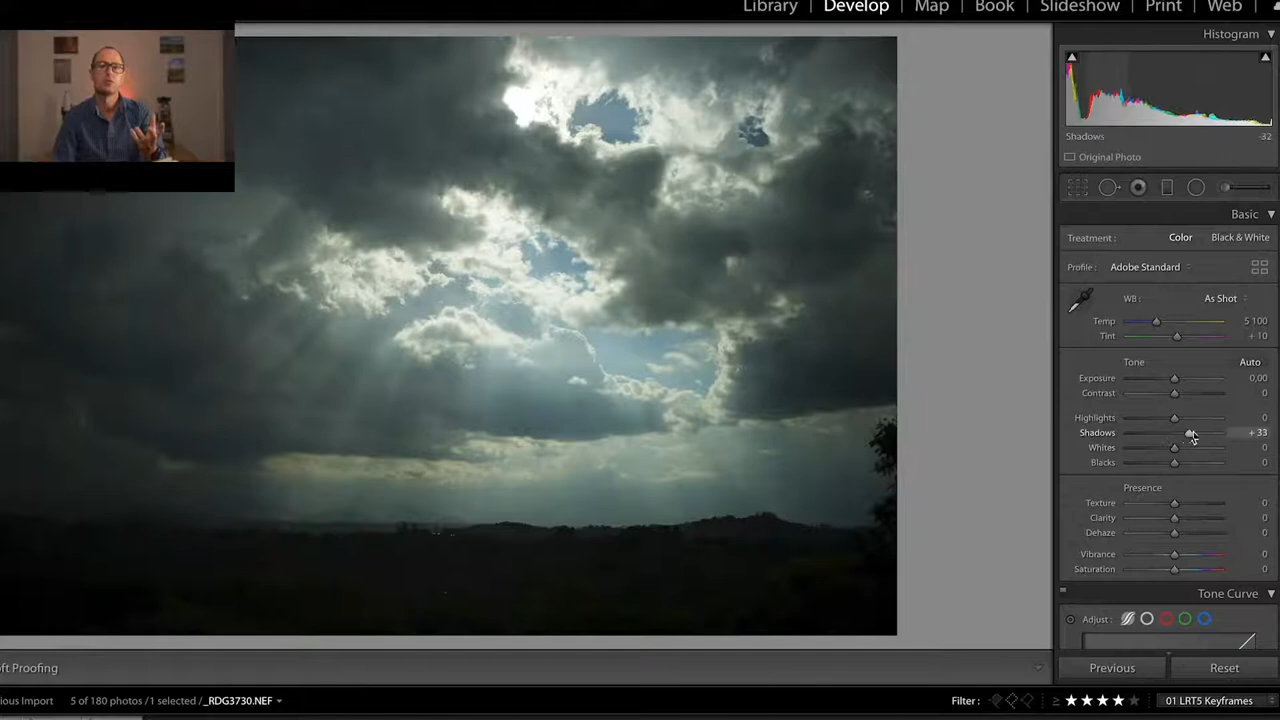 Library Develop Map Book Slideshow Print Web
Histogram
Shadows -32
Original Photo
Basic
Treatment : Color Black & White
Profile : Adobe Standard
WB : As Shot
Temp 5 100
Tint + 10
Tone Auto
Exposure 0,00
Contrast 0
Highlights 0
Shadows + 33
Whites 0
Blacks 0
Presence
Texture 0
Clarity 0
Dehaze 0
Vibrance 0
Saturation 0
Tone Curve
Adjust :
oft Proofing
Previous Reset
ious Import 5 of 180 photos /1 selected /_RDG3730.NEF
Filter : ≥ ★★★★★ 01 LRT5 Keyframes